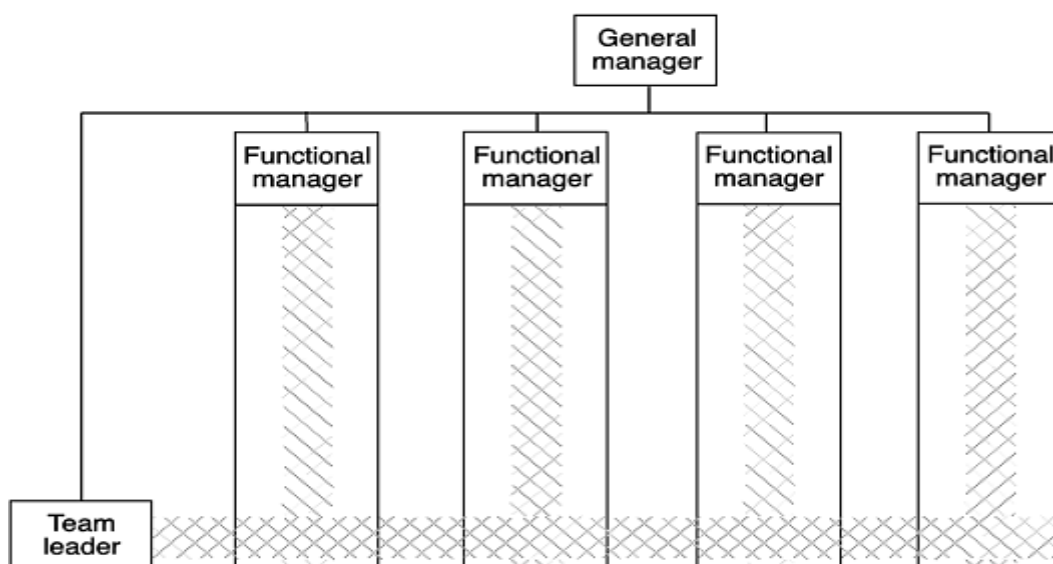 General
manager
Functional
manager
Functional
manager
Functional
manager
Functional
manager
Team
leader